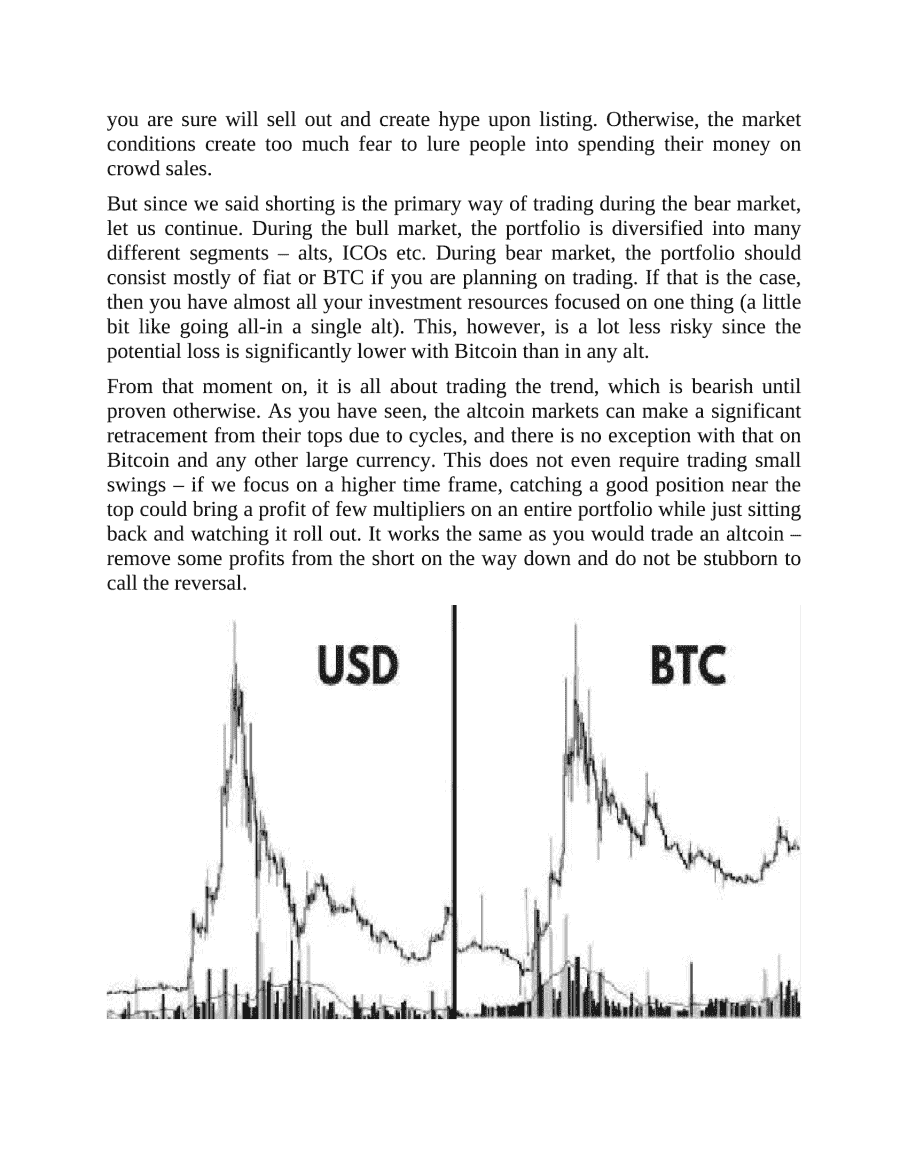 you are sure will sell out and create hype upon listing. Otherwise, the market
conditions create too much fear to lure people into spending their money on
crowd sales.
But since we said shorting is the primary way of trading during the bear market,
let us continue. During the bull market, the portfolio is diversified into many
different segments – alts, ICOs etc. During bear market, the portfolio should
consist mostly of fiat or BTC if you are planning on trading. If that is the case,
then you have almost all your investment resources focused on one thing (a little
bit like going all-in a single alt). This, however, is a lot less risky since the
potential loss is significantly lower with Bitcoin than in any alt.
From that moment on, it is all about trading the trend, which is bearish until
proven otherwise. As you have seen, the altcoin markets can make a significant
retracement from their tops due to cycles, and there is no exception with that on
Bitcoin and any other large currency. This does not even require trading small
swings – if we focus on a higher time frame, catching a good position near the
top could bring a profit of few multipliers on an entire portfolio while just sitting
back and watching it roll out. It works the same as you would trade an altcoin –
remove some profits from the short on the way down and do not be stubborn to
call the reversal.
USD
BTC